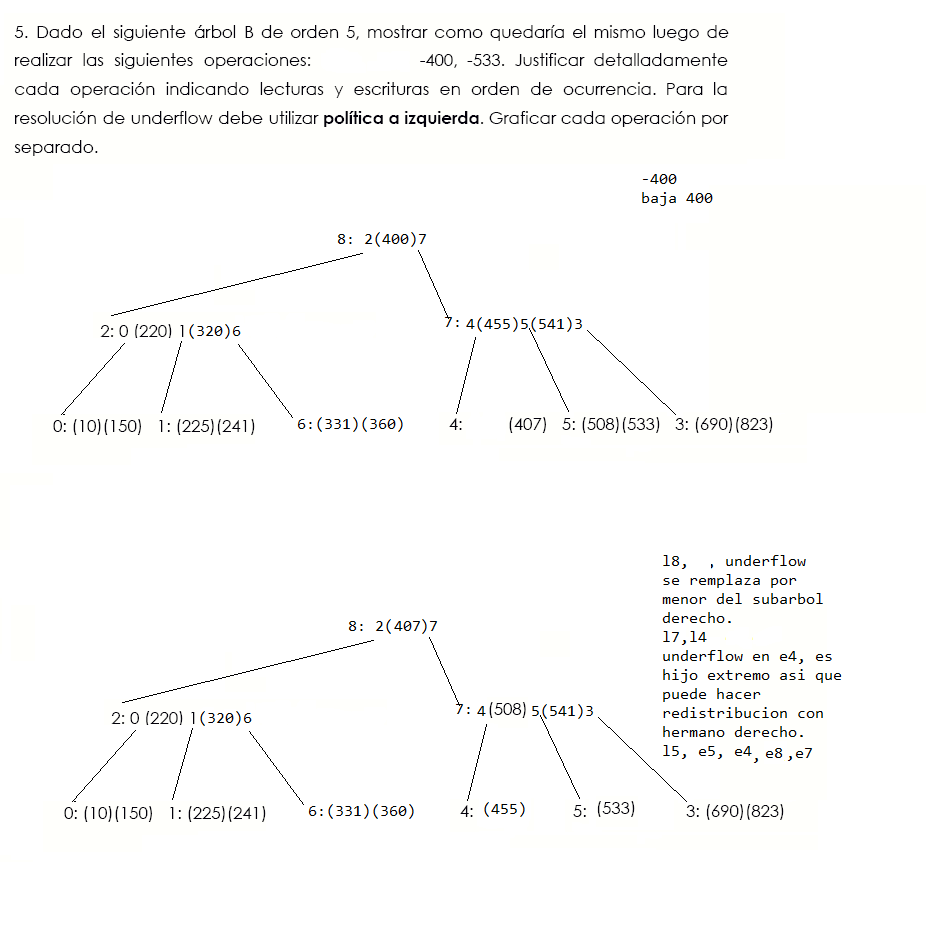 5. Dado el siguiente árbol B de orden 5, mostrar como quedaría el mismo luego de
realizar las siguientes operaciones: -400, -533. Justificar detalladamente
cada operación indicando lecturas y escrituras en orden de ocurrencia. Para la
resolución de underflow debe utilizar política a izquierda. Graficar cada operación por
separado.
-400
baja 400
8: 2(400)7
2: 0 (220) 1(320)6
7: 4(455)5(541)3
0: (10)(150) 1: (225)(241) 6:(331)(360) 4: (407) 5: (508)(533) 3: (690)(823)
l8, , underflow
se remplaza por
menor del subarbol
derecho.
l7,l4
underflow en e4, es
hijo extremo asi que
puede hacer
redistribucion con
hermano derecho.
l5, e5, e4, e8,e7
8: 2(407)7
2: 0 (220) 1(320)6
7: 4(508) 5(541)3
0: (10)(150) 1: (225)(241) 6:(331)(360) 4: (455) 5: (533) 3: (690)(823)